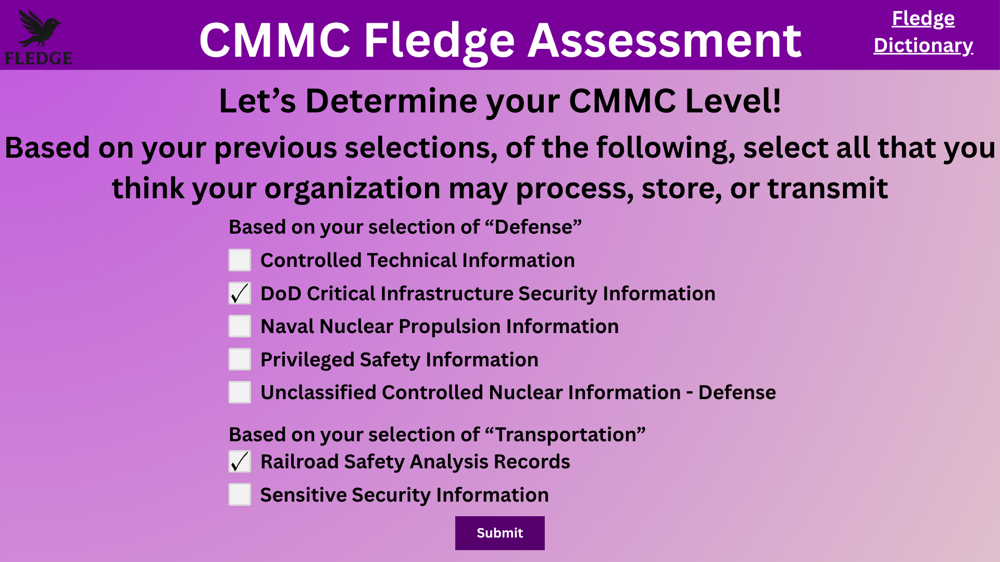 FLEDGE
CMMC Fledge Assessment
Fledge
Dictionary
Let’s Determine your CMMC Level!
Based on your previous selections, of the following, select all that you
think your organization may process, store, or transmit
Based on your selection of “Defense”
Controlled Technical Information
DoD Critical Infrastructure Security Information
Naval Nuclear Propulsion Information
Privileged Safety Information
Unclassified Controlled Nuclear Information - Defense
Based on your selection of “Transportation”
Railroad Safety Analysis Records
Sensitive Security Information
Submit